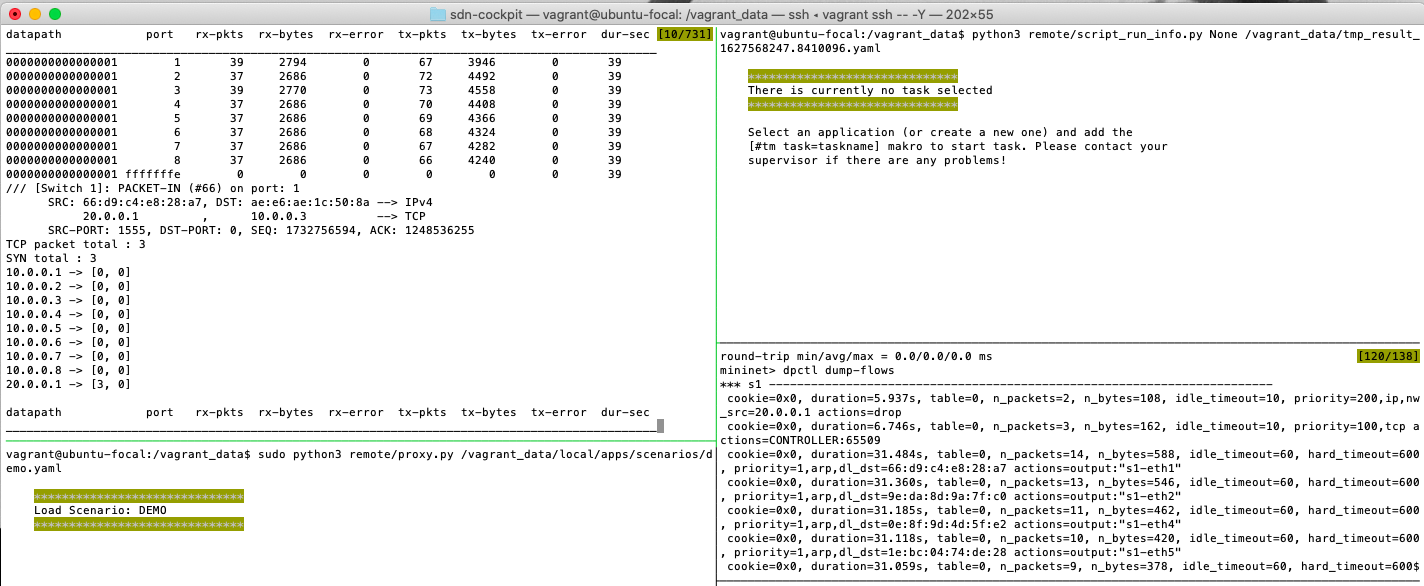 sdn-cockpit — vagrant@ubuntu-focal: /vagrant_data — ssh ◂ vagrant ssh -- -Y — 202×55
datapath port rx-pkts rx-bytes rx-error tx-pkts tx-bytes tx-error dur-sec [10/731]
0000000000000001 1 39 2794 0 67 3946 0 39
0000000000000001 2 37 2686 0 72 4492 0 39
0000000000000001 3 39 2770 0 73 4558 0 39
0000000000000001 4 37 2686 0 70 4408 0 39
0000000000000001 5 37 2686 0 69 4366 0 39
0000000000000001 6 37 2686 0 68 4324 0 39
0000000000000001 7 37 2686 0 67 4282 0 39
0000000000000001 8 37 2686 0 66 4240 0 39
0000000000000001 fffffffe 0 0 0 0 0 0 39
/// [Switch 1]: PACKET-IN (#66) on port: 1
SRC: 66:d9:c4:e8:28:a7, DST: ae:e6:ae:1c:50:8a --> IPv4
20.0.0.1 , 10.0.0.3 --> TCP
SRC-PORT: 1555, DST-PORT: 0, SEQ: 1732756594, ACK: 1248536255
TCP packet total : 3
SYN total : 3
10.0.0.1 -> [0, 0]
10.0.0.2 -> [0, 0]
10.0.0.3 -> [0, 0]
10.0.0.4 -> [0, 0]
10.0.0.5 -> [0, 0]
10.0.0.6 -> [0, 0]
10.0.0.7 -> [0, 0]
10.0.0.8 -> [0, 0]
20.0.0.1 -> [3, 0]
datapath port rx-pkts rx-bytes rx-error tx-pkts tx-bytes tx-error dur-sec
vagrant@ubuntu-focal:/vagrant_data$ sudo python3 remote/proxy.py /vagrant_data/local/apps/scenarios/d
emo.yaml
******************************
Load Scenario: DEMO
******************************
vagrant@ubuntu-focal:/vagrant_data$ python3 remote/script_run_info.py None /vagrant_data/tmp_result_
1627568247.8410096.yaml
******************************
There is currently no task selected
******************************
Select an application (or create a new one) and add the
[#tm task=taskname] makro to start task. Please contact your
supervisor if there are any problems!
round-trip min/avg/max = 0.0/0.0/0.0 ms [120/138]
mininet> dpctl dump-flows
*** s1 ------------------------------------------------------------------------
cookie=0x0, duration=5.937s, table=0, n_packets=2, n_bytes=108, idle_timeout=10, priority=200,ip,nw
_src=20.0.0.1 actions=drop
cookie=0x0, duration=6.746s, table=0, n_packets=3, n_bytes=162, idle_timeout=10, priority=100,tcp a
ctions=CONTROLLER:65509
cookie=0x0, duration=31.484s, table=0, n_packets=14, n_bytes=588, idle_timeout=60, hard_timeout=600
, priority=1,arp,dl_dst=66:d9:c4:e8:28:a7 actions=output:"s1-eth1"
cookie=0x0, duration=31.360s, table=0, n_packets=13, n_bytes=546, idle_timeout=60, hard_timeout=600
, priority=1,arp,dl_dst=9e:da:8d:9a:7f:c0 actions=output:"s1-eth2"
cookie=0x0, duration=31.185s, table=0, n_packets=11, n_bytes=462, idle_timeout=60, hard_timeout=600
, priority=1,arp,dl_dst=0e:8f:9d:4d:5f:e2 actions=output:"s1-eth4"
cookie=0x0, duration=31.118s, table=0, n_packets=10, n_bytes=420, idle_timeout=60, hard_timeout=600
, priority=1,arp,dl_dst=1e:bc:04:74:de:28 actions=output:"s1-eth5"
cookie=0x0, duration=31.059s, table=0, n_packets=9, n_bytes=378, idle_timeout=60, hard_timeout=600$